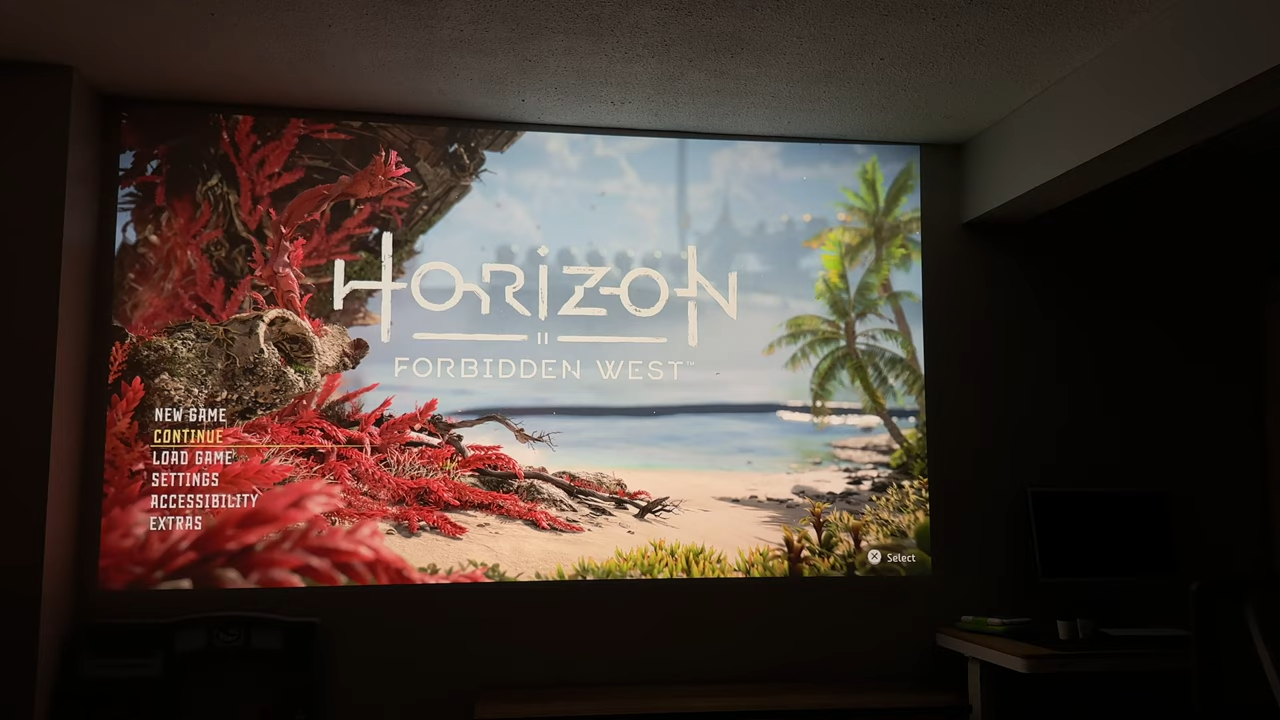 HORIZON
II
FORBIDDEN WEST™
NEW GAME
CONTINUE
LOAD GAME
SETTINGS
ACCESSIBILITY
EXTRAS
Select